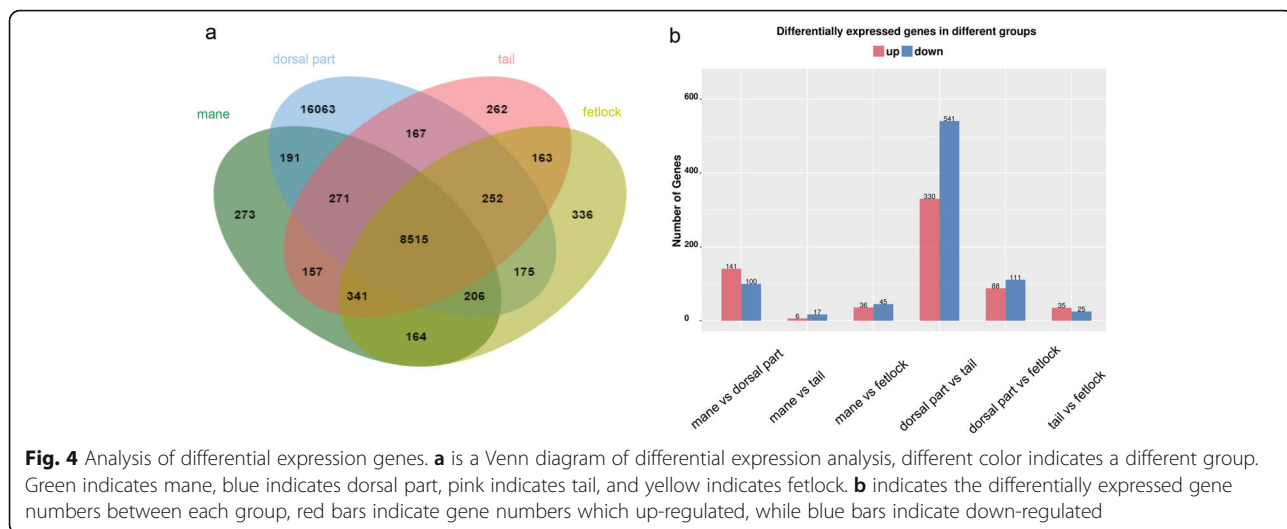 a
dorsal part
tail
mane
fetlock
16063
262
167
191
163
271
252
273
336
8515
157
175
341
206
164
b
Differentially expressed genes in different groups
up down
Number of Genes
600
400
200
0
141
100
6
17
36
45
330
541
88
111
35
25
mane vs dorsal part
mane vs tail
mane vs fetlock
dorsal part vs tail
dorsal part vs fetlock
tail vs fetlock
Fig. 4 Analysis of differential expression genes. a is a Venn diagram of differential expression analysis, different color indicates a different group.
Green indicates mane, blue indicates dorsal part, pink indicates tail, and yellow indicates fetlock. b indicates the differentially expressed gene
numbers between each group, red bars indicate gene numbers which up-regulated, while blue bars indicate down-regulated